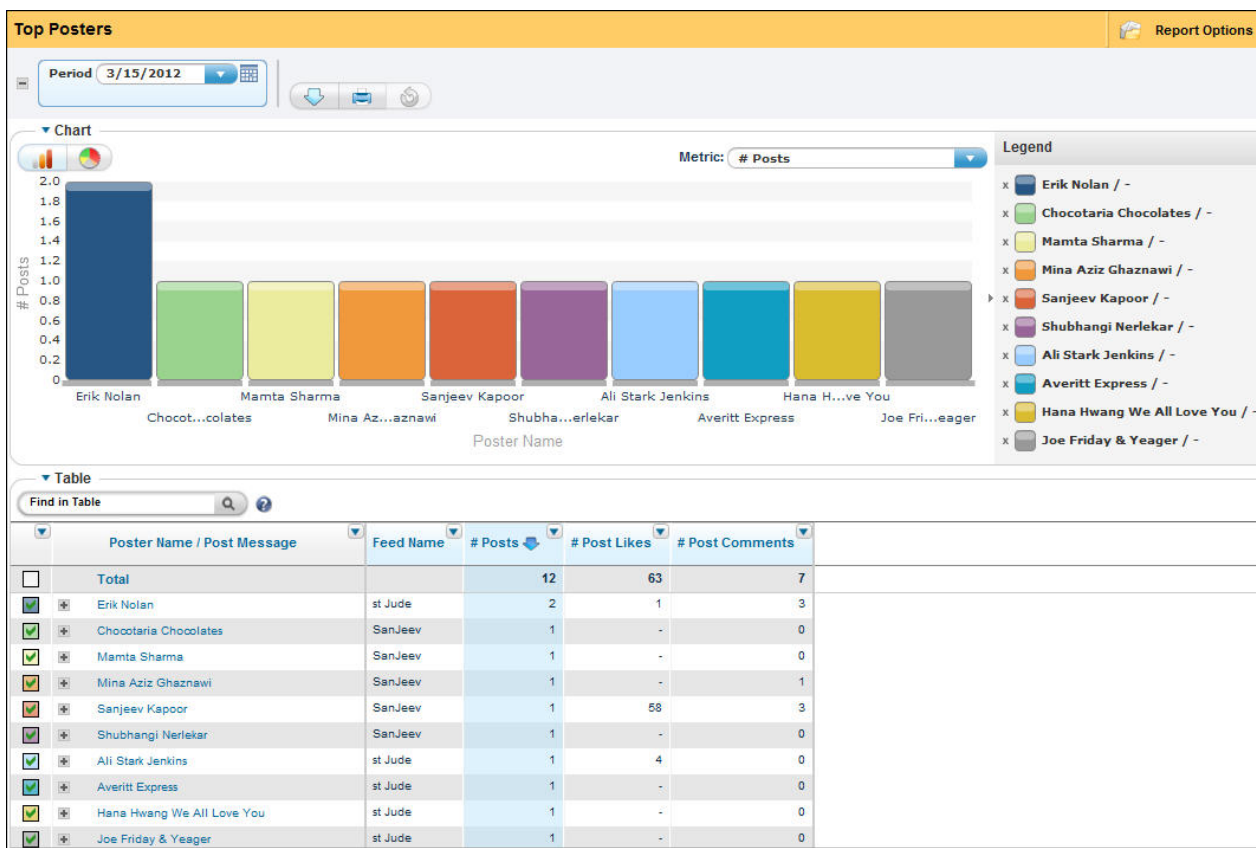 Top Posters
Report Options
Period 3/15/2012
Chart
Metric: # Posts
2.0
1.8
1.6
1.4
1.2
1.0
0.8
0.6
0.4
0.2
0
# Posts
Erik Nolan Mamta Sharma Sanjeev Kapoor Ali Stark Jenkins Hana H...ve You
Chocot...colates Mina Az...aznawi Shubha...erlekar Averitt Express Joe Fri...eager
Poster Name
Legend
x Erik Nolan / -
x Chocotaria Chocolates / -
x Mamta Sharma / -
x Mina Aziz Ghaznawi / -
x Sanjeev Kapoor / -
x Shubhangi Nerlekar / -
x Ali Stark Jenkins / -
x Averitt Express / -
x Hana Hwang We All Love You / -
x Joe Friday & Yeager / -
Table
Find in Table
Poster Name / Post Message Feed Name # Posts # Post Likes # Post Comments
Total 12 63 7
Erik Nolan st Jude 2 1 3
Chocotaria Chocolates SanJeev 1 - 0
Mamta Sharma SanJeev 1 - 0
Mina Aziz Ghaznawi SanJeev 1 - 1
Sanjeev Kapoor SanJeev 1 58 3
Shubhangi Nerlekar SanJeev 1 - 0
Ali Stark Jenkins st Jude 1 4 0
Averitt Express st Jude 1 - 0
Hana Hwang We All Love You st Jude 1 - 0
Joe Friday & Yeager st Jude 1 - 0